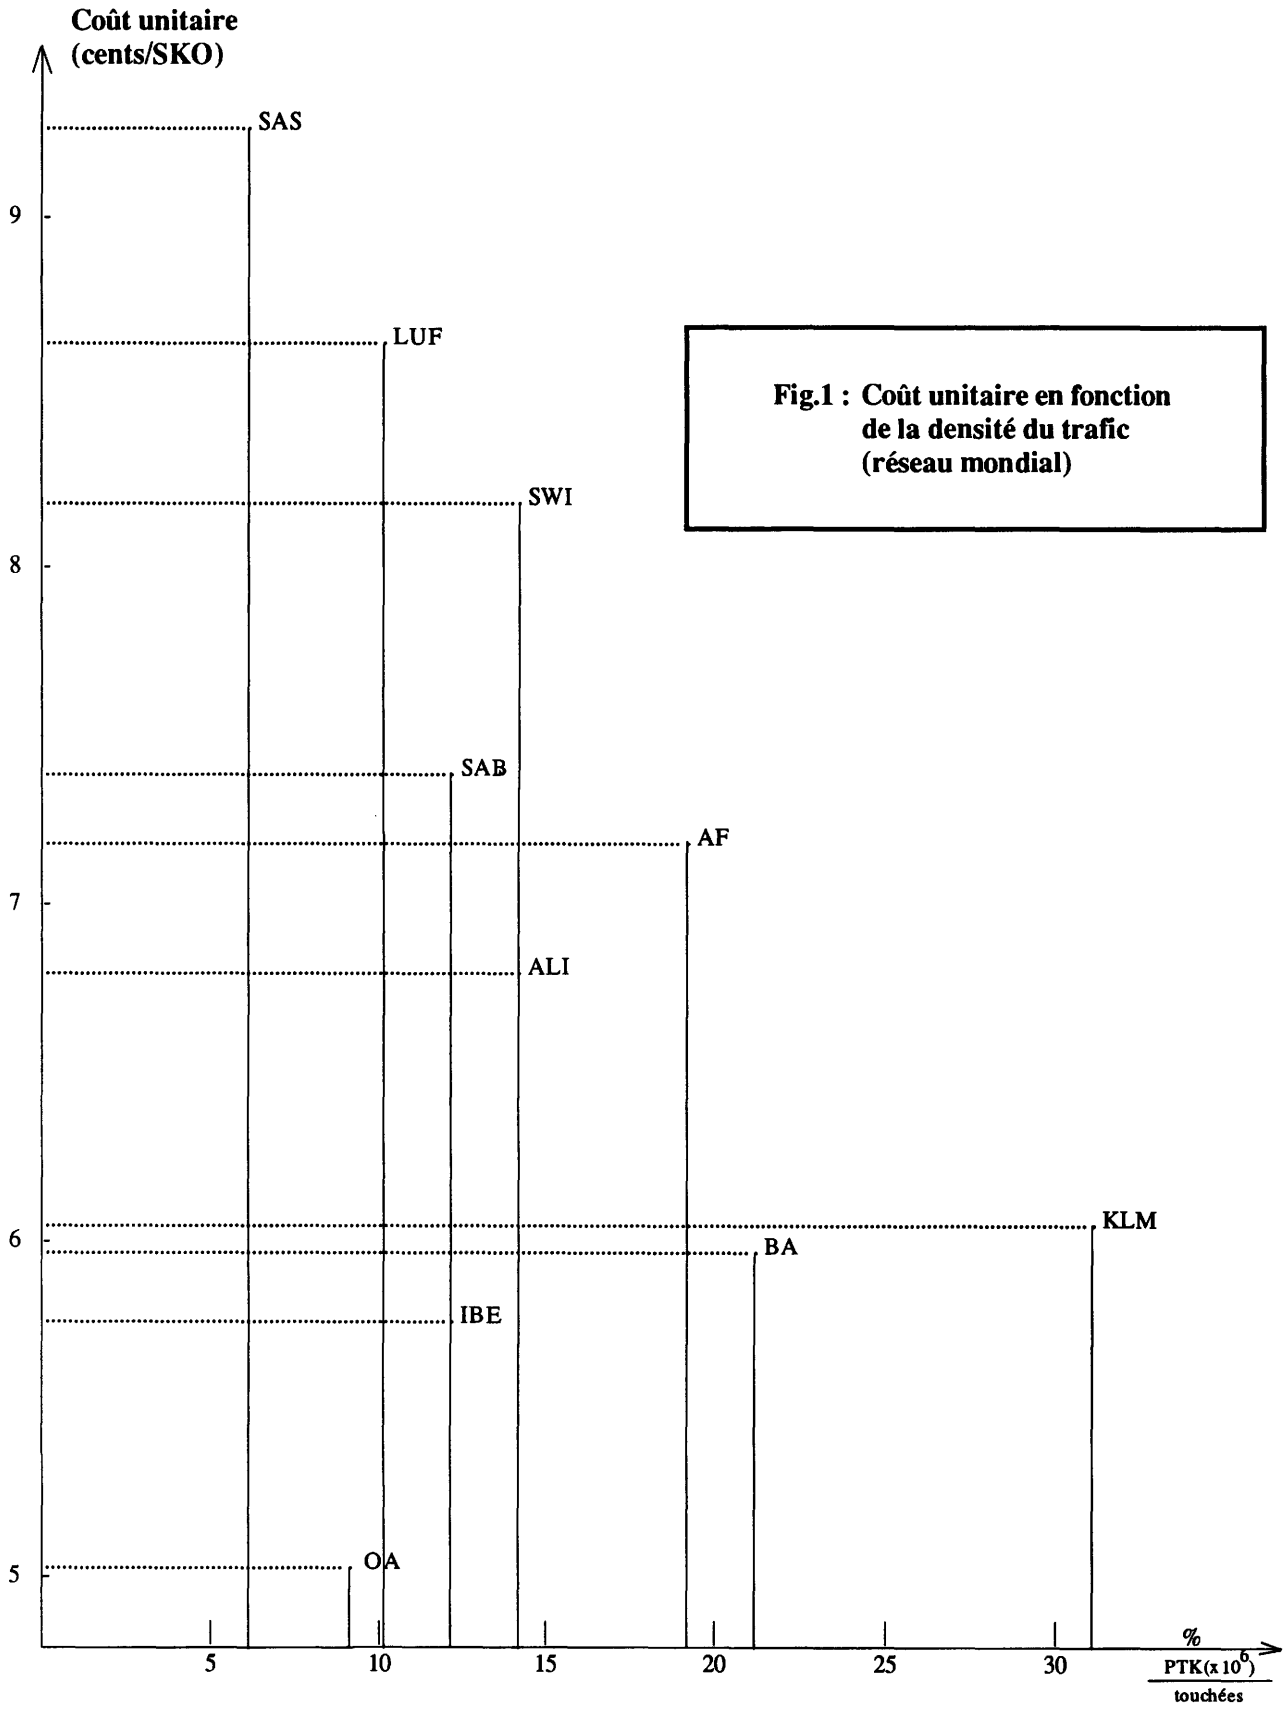 Coût unitaire
(cents/SKO)
SAS
9
LUF
Fig.1 : Coût unitaire en fonction
de la densité du trafic
(réseau mondial)
SWI
8
SAB
AF
7
ALI
KLM
6
BA
IBE
OA
5
5 10 15 20 25 30
%
PTK(x 10⁶)
touchées